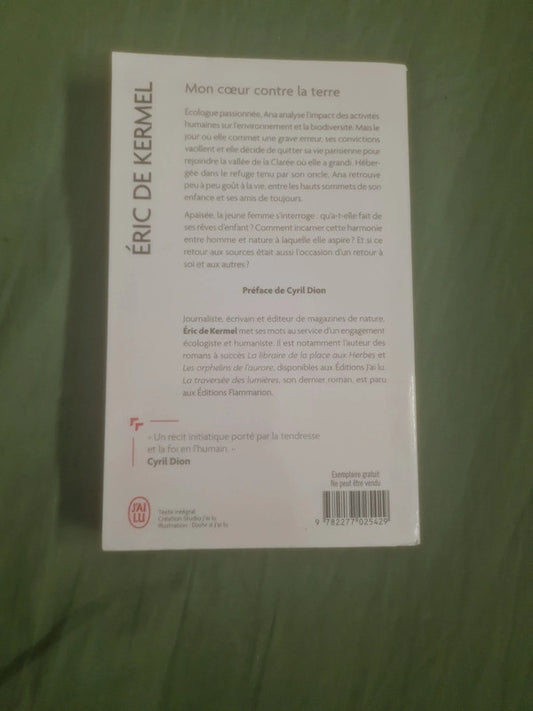 ÉRIC DE KERMEL
Mon cœur contre la terre
Écologue passionnée, Ana analyse l'impact des activités
humaines sur l'environnement et la biodiversité. Mais le
jour où elle commet une grave erreur, ses convictions
vacillent et elle décide de quitter sa vie parisienne pour
rejoindre la vallée de la Clarée où elle a grandi. Héber-
gée dans le refuge tenu par son oncle, Ana retrouve
peu à peu goût à la vie, entre les hauts sommets de son
enfance et ses amis de toujours.
Apaisée, la jeune femme s'interroge : qu'a-t-elle fait de
ses rêves d'enfant ? Comment incarner cette harmonie
entre homme et nature à laquelle elle aspire ? Et si ce
retour aux sources était aussi l'occasion d'un retour à
soi et aux autres ?
Préface de Cyril Dion
Journaliste, écrivain et éditeur de magazines de nature,
Éric de Kermel met ses mots au service d'un engagement
écologiste et humaniste. Il est notamment l'auteur des
romans à succès La libraire de la place aux Herbes et
Les orphelins de l'aurore, disponibles aux Éditions J'ai lu.
La traversée des lumières, son dernier roman, est paru
aux Éditions Flammarion.
« Un récit initiatique porté par la tendresse
et la foi en l'humain. »
Cyril Dion
J'AI
LU
Texte intégral
Création Studio J'ai lu
Illustration :
Exemplaire gratuit
Ne peut être vendu
9 782277 025429